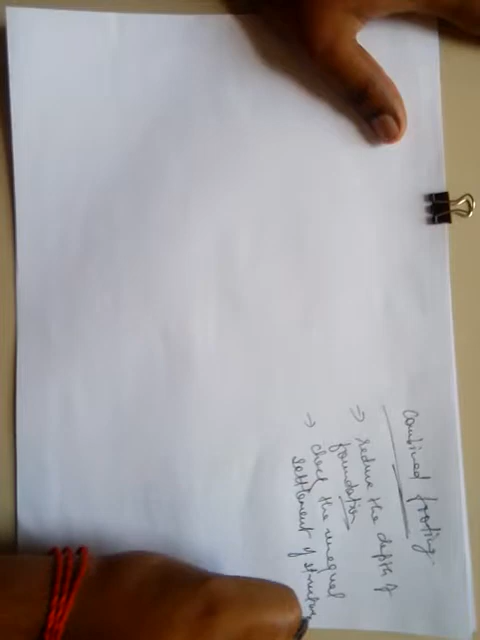 Combined footing
→ reduce the depth of
foundation
→ check the unequal
settlement of structure